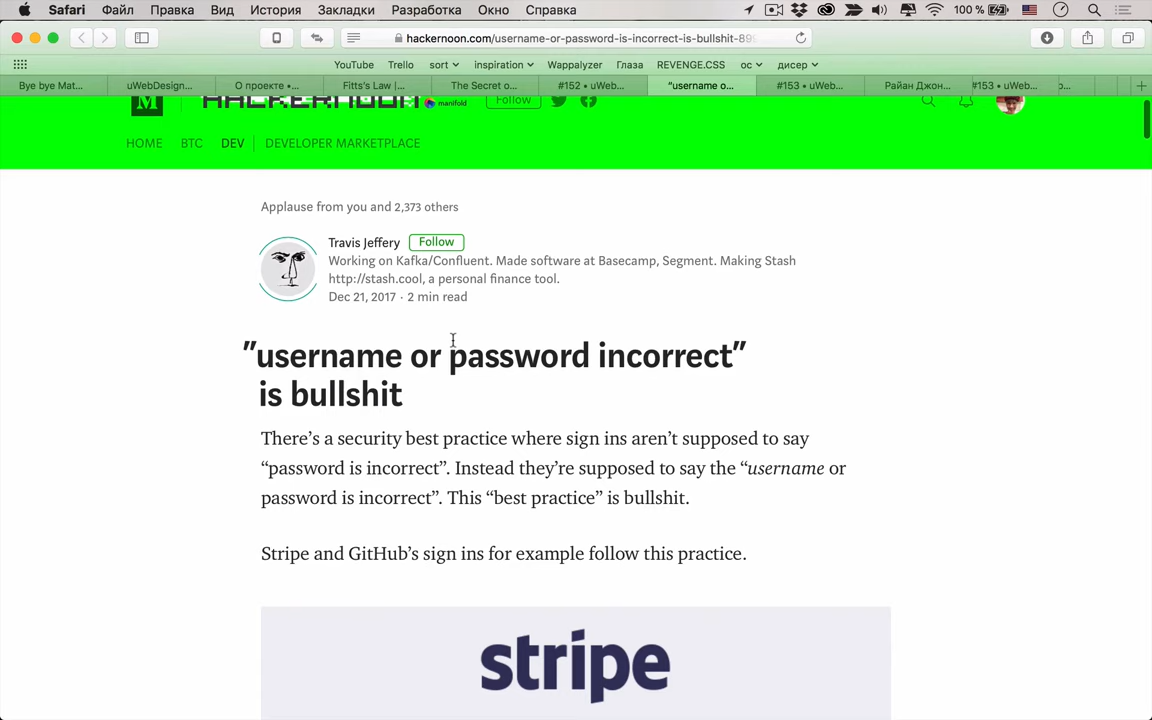 Safari Файл Правка Вид История Закладки Разработка Окно Справка 100 %
hackernoon.com/username-or-password-is-incorrect-is-bullshit-89
YouTube Trello sort inspiration Wappalyzer Глаза REVENGE.CSS ос дисер
Bye bye Mat... uWebDesign... О проекте •... Fitts's Law |... The Secret o... #152 • uWeb... “username o... #153 • uWeb... Райан Джон... #153 • uWeb...
M HACKERNOON manifold Follow
HOME BTC DEV DEVELOPER MARKETPLACE
Applause from you and 2,373 others
Travis Jeffery Follow
Working on Kafka/Confluent. Made software at Basecamp, Segment. Making Stash
http://stash.cool, a personal finance tool.
Dec 21, 2017 · 2 min read
”username or password incorrect”
is bullshit
There’s a security best practice where sign ins aren’t supposed to say
“password is incorrect”. Instead they’re supposed to say the “username or
password is incorrect”. This “best practice” is bullshit.
Stripe and GitHub’s sign ins for example follow this practice.
stripe